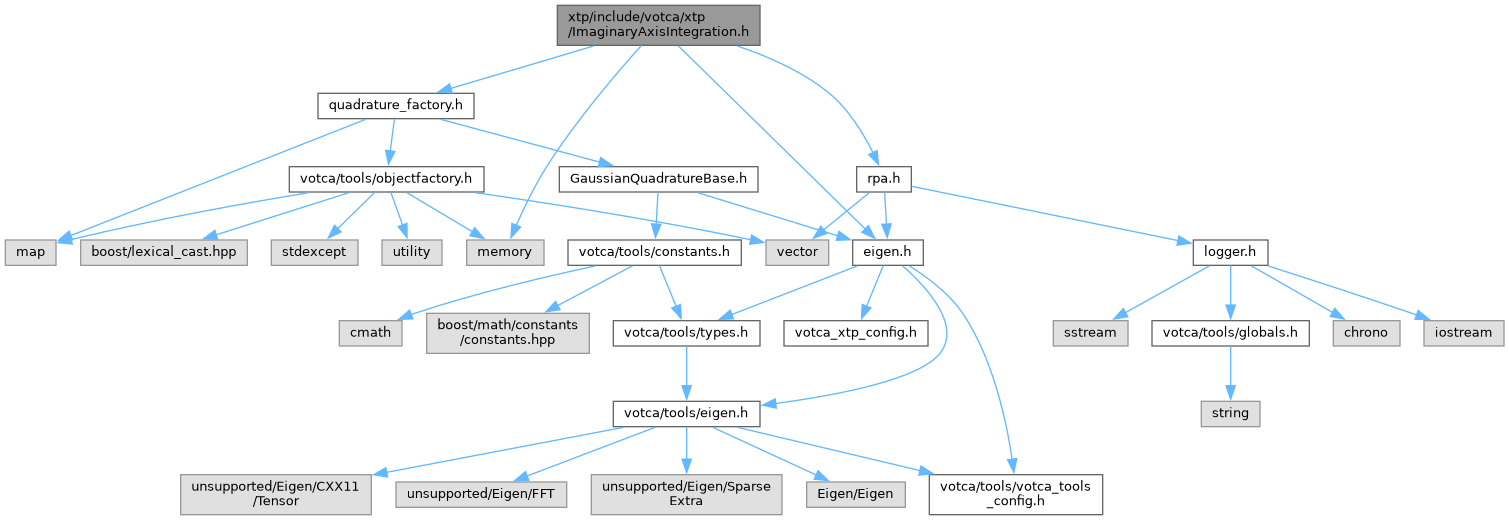 xtp/include/votca/xtp
/ImaginaryAxisIntegration.h
quadrature_factory.h
votca/tools/objectfactory.h
GaussianQuadratureBase.h
rpa.h
map
boost/lexical_cast.hpp
stdexcept
utility
memory
votca/tools/constants.h
vector
eigen.h
logger.h
cmath
boost/math/constants
/constants.hpp
votca/tools/types.h
votca_xtp_config.h
sstream
votca/tools/globals.h
chrono
iostream
votca/tools/eigen.h
string
unsupported/Eigen/CXX11
/Tensor
unsupported/Eigen/FFT
unsupported/Eigen/Sparse
Extra
Eigen/Eigen
votca/tools/votca_tools
_config.h